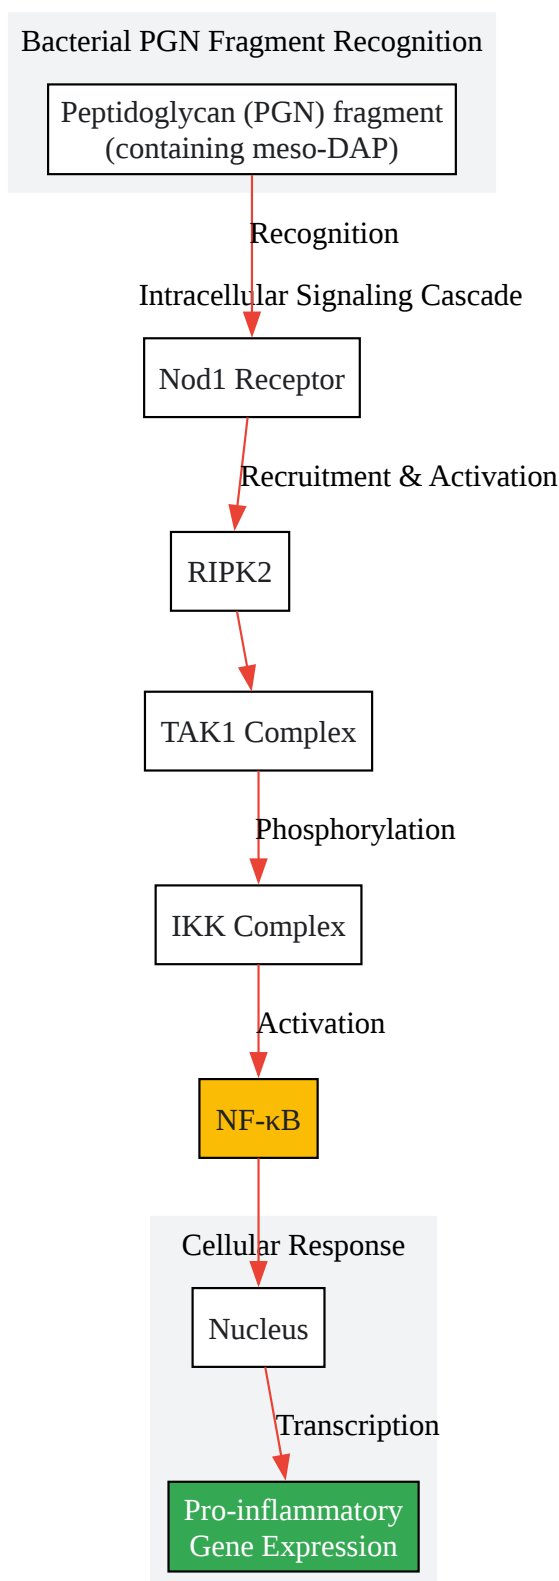 Bacterial PGN Fragment Recognition
Peptidoglycan (PGN) fragment
(containing meso-DAP)
Recognition
Intracellular Signaling Cascade
Nod1 Receptor
Recruitment & Activation
RIPK2
TAK1 Complex
Phosphorylation
IKK Complex
Activation
NF-κB
Cellular Response
Nucleus
Transcription
Pro-inflammatory
Gene Expression